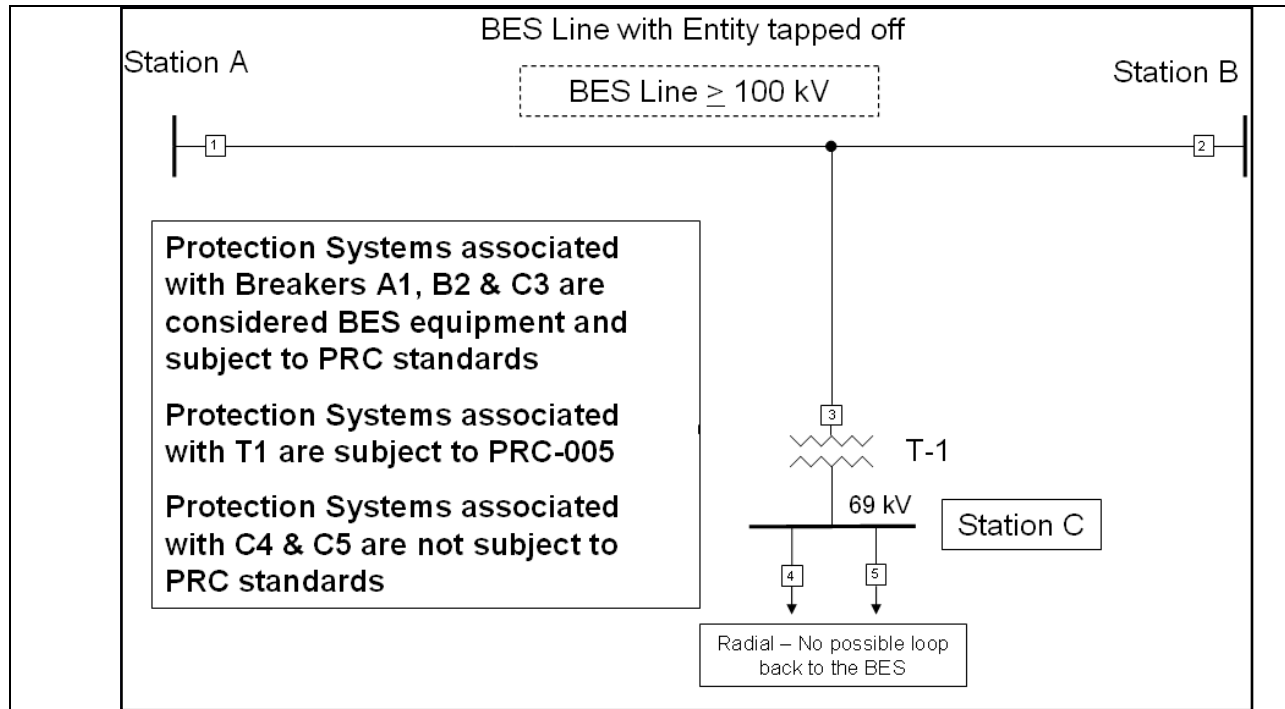 BES Line with Entity tapped off
Station A
BES Line ≥ 100 kV
Station B
1
2
Protection Systems associated
with Breakers A1, B2 & C3 are
considered BES equipment and
subject to PRC standards
Protection Systems associated
with T1 are subject to PRC-005
Protection Systems associated
with C4 & C5 are not subject to
PRC standards
3
T-1
69 kV
Station C
4
5
Radial – No possible loop
back to the BES